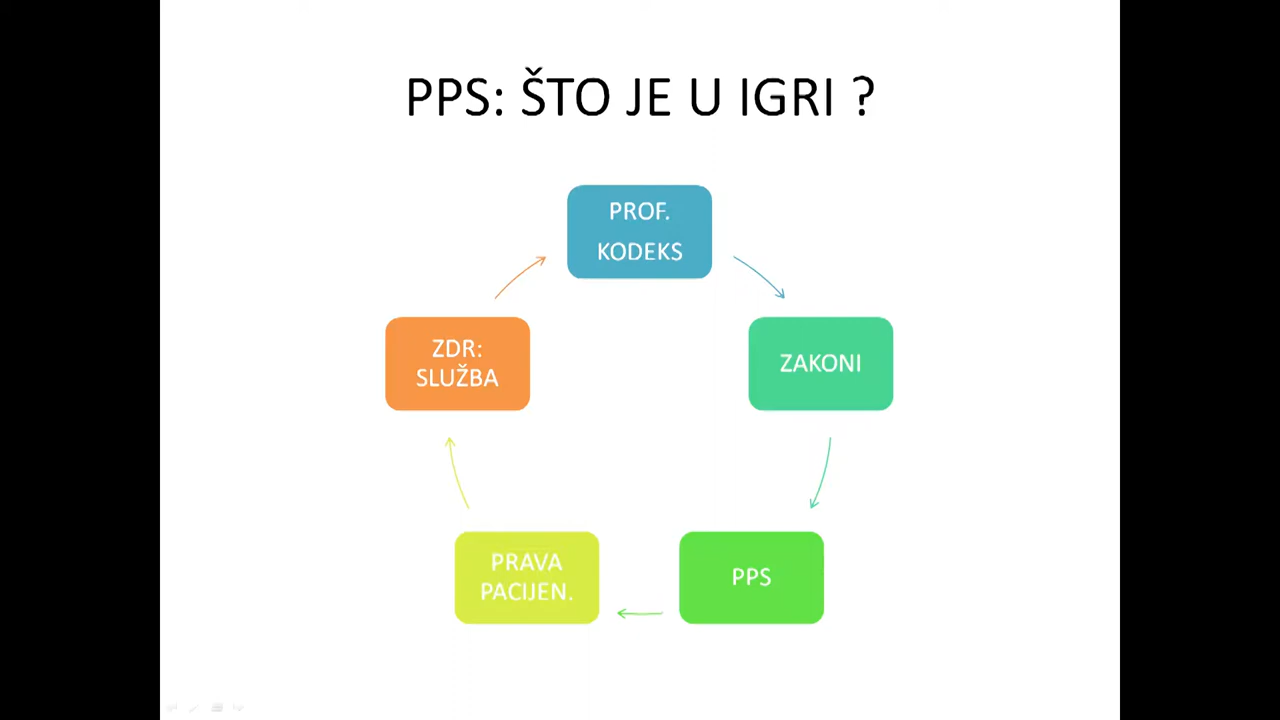 PPS: ŠTO JE U IGRI ?
PROF.
KODEKS
ZAKONI
PPS
PRAVA
PACIJEN.
ZDR:
SLUŽBA